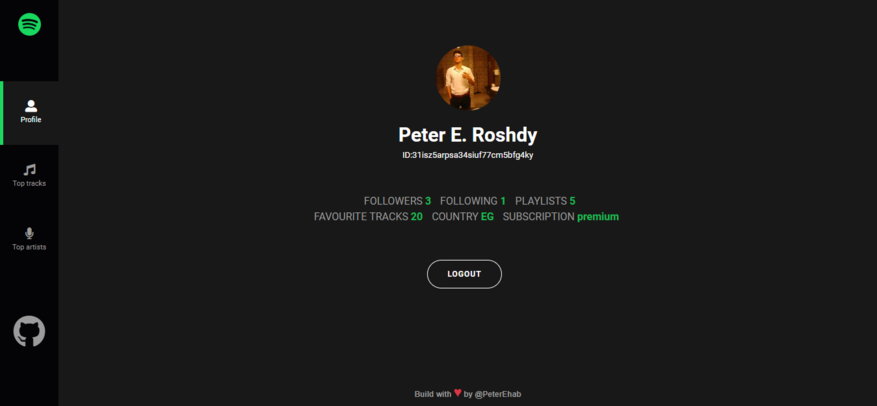 Profile
Top tracks
Top artists
Peter E. Roshdy
ID:31isz5arpsa34siuf77cm5bfg4ky
FOLLOWERS 3 FOLLOWING 1 PLAYLISTS 5
FAVOURITE TRACKS 20 COUNTRY EG SUBSCRIPTION premium
LOGOUT
Build with ♥ by @PeterEhab